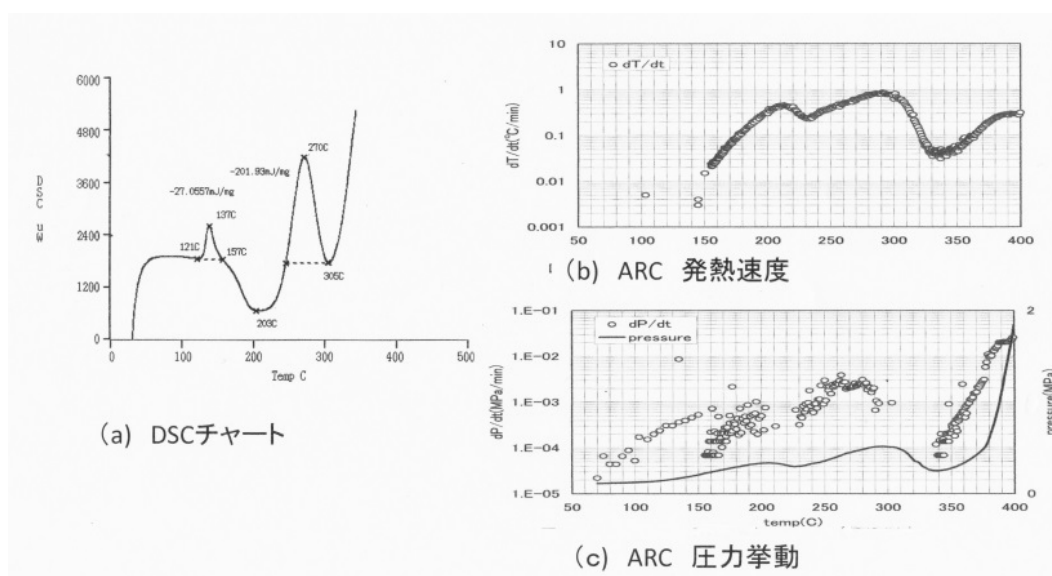 6000
4800
3600
2400
1200
0
DSC uW
270C
-201.93mJ/mg
-27.0557mJ/mg
137C
121C
157C
305C
203C
0
100
200
300
400
500
Temp C
(a) DSCチャート
10
1
0.1
0.01
0.001
dT/dt(℃/min)
dT/dt
50
100
150
200
250
300
350
400
(b) ARC 発熱速度
1.E-01
1.E-02
1.E-03
1.E-04
1.E-05
dP/dt(MPa/min)
dP/dt
pressure
2
0
pressure(MPa)
50
100
150
200
250
300
350
400
temp(C)
(c) ARC 圧力挙動